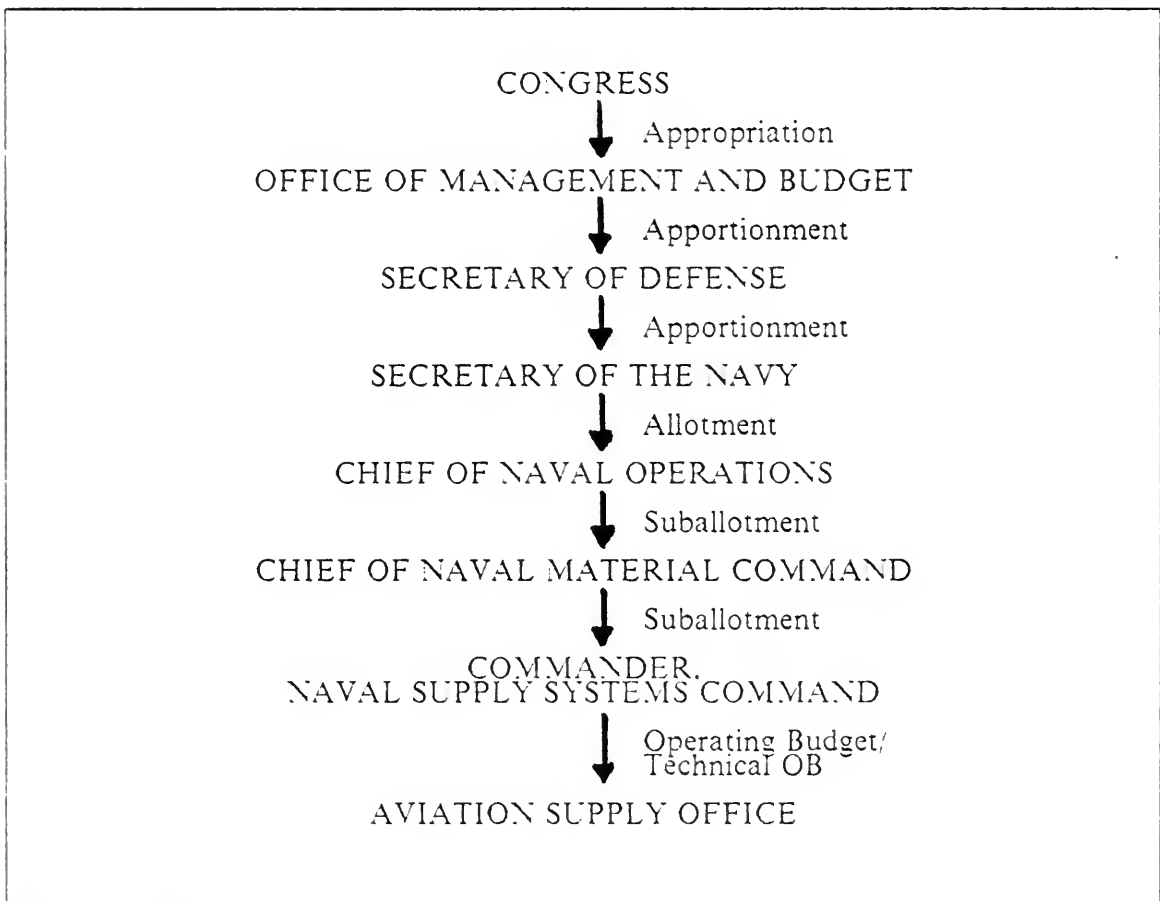 CONGRESS
Appropriation
OFFICE OF MANAGEMENT AND BUDGET
Apportionment
SECRETARY OF DEFENSE
Apportionment
SECRETARY OF THE NAVY
Allotment
CHIEF OF NAVAL OPERATIONS
Suballotment
CHIEF OF NAVAL MATERIAL COMMAND
Suballotment
COMMANDER,
NAVAL SUPPLY SYSTEMS COMMAND
Operating Budget/
Technical OB
AVIATION SUPPLY OFFICE